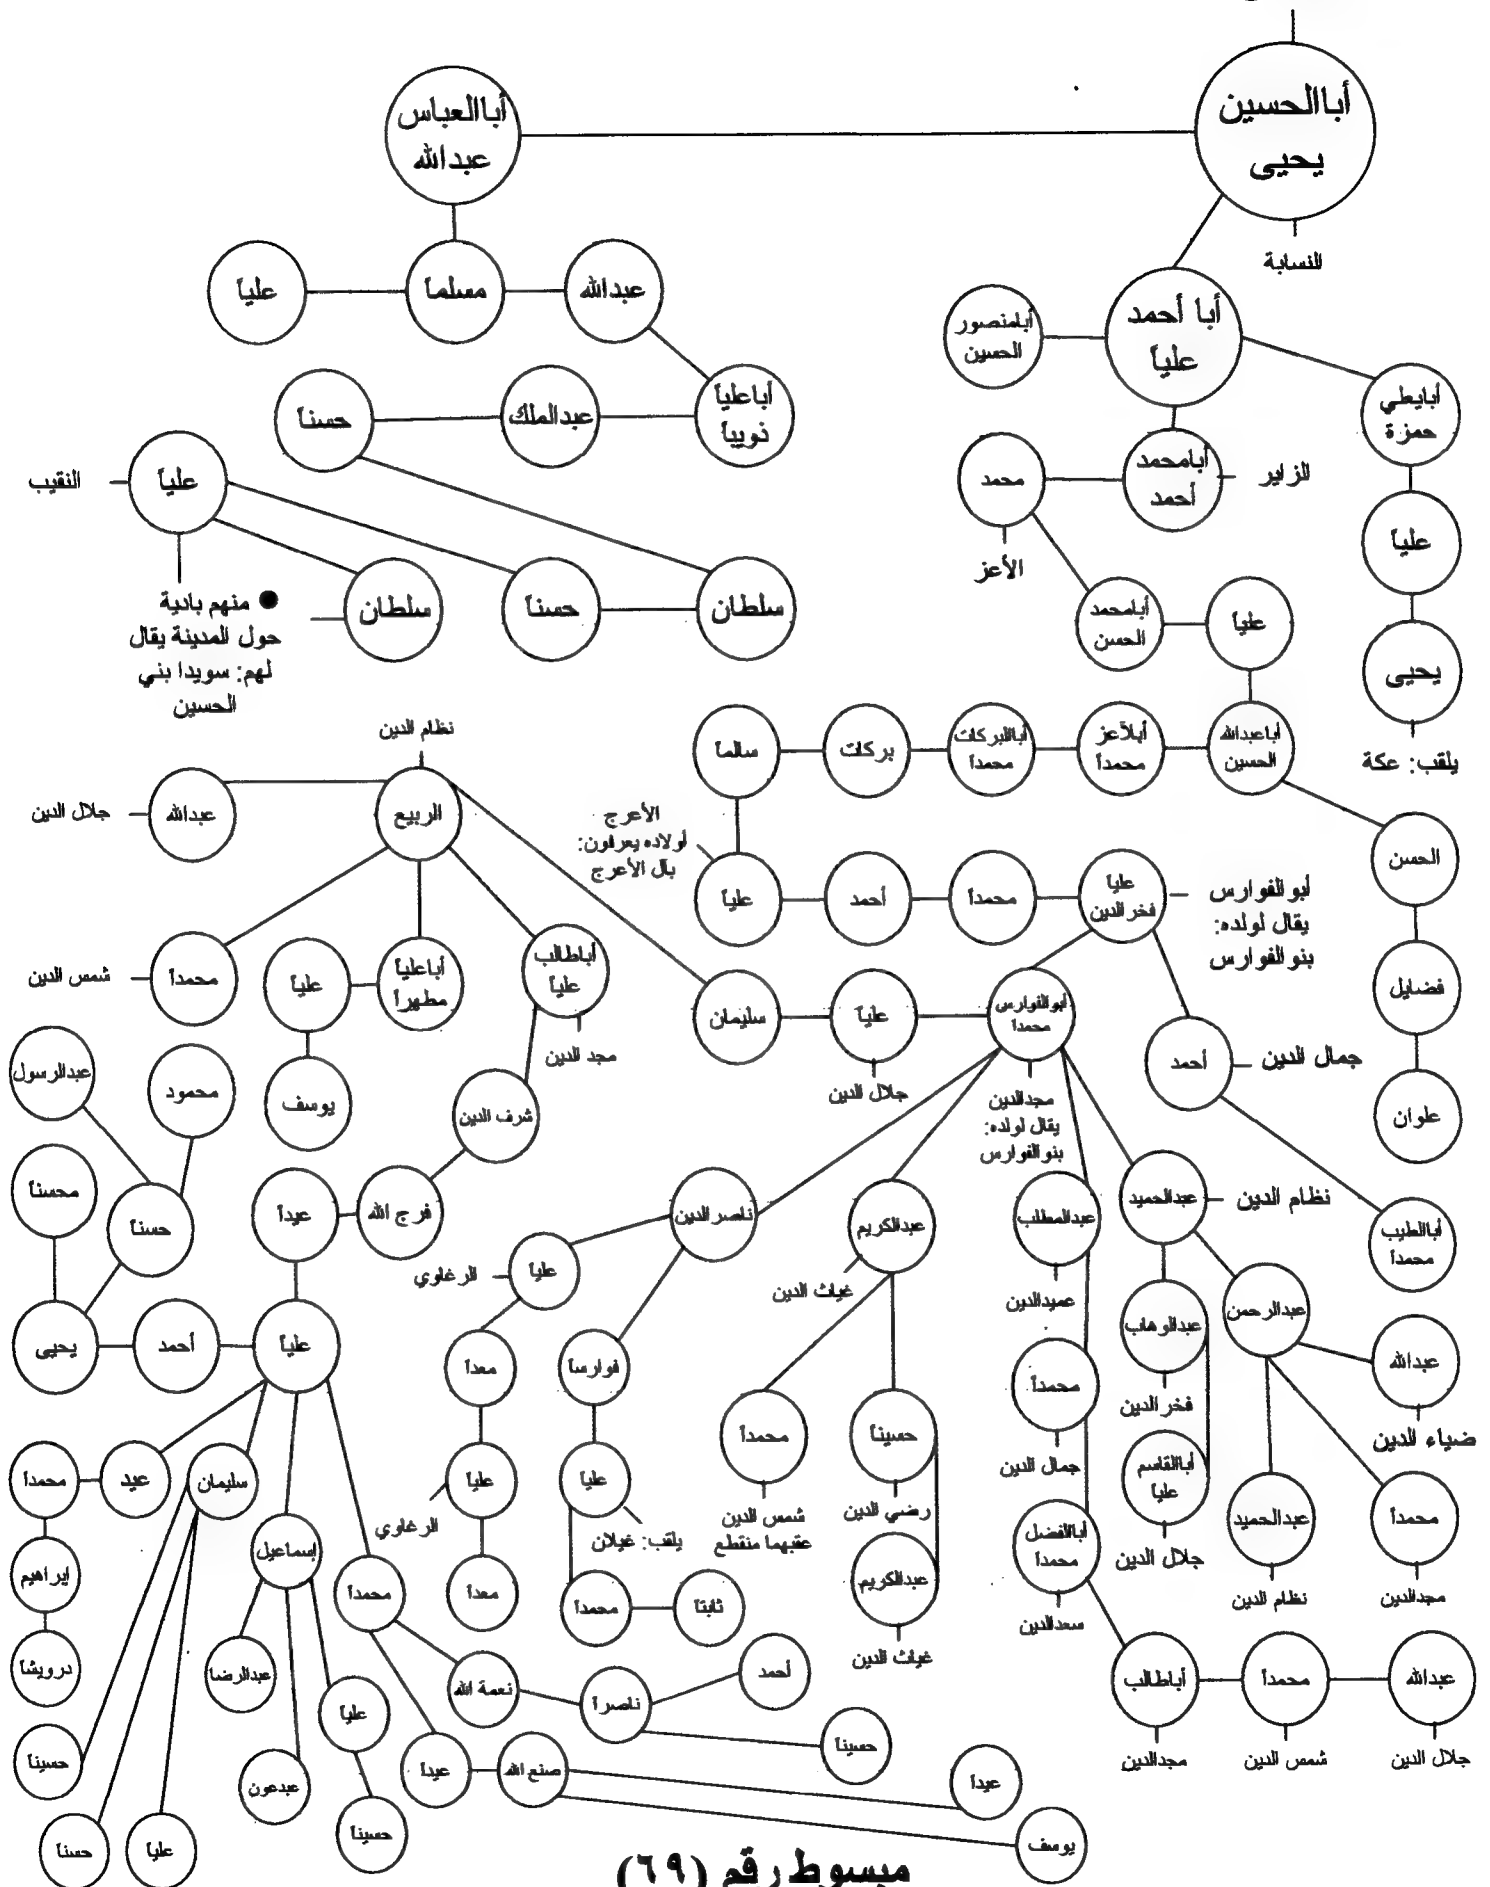 أباالحسين
يحيى
النسابة
أباالعباس
عبدالله
عبدالله
مسلماً
علياً
أبا أحمد
علياً
أبامنصور
الحسين
أبايعلي
حمزة
أباعلياً
ذويباً
عبدالملك
حسناً
علياً
النقيب
أبامحمد
أحمد
الزاير
محمد
الأعز
علياً
سلطان
حسناً
سلطان
● منهم بادية
حول المدينة يقال
لهم: سويدا بني
الحسين
علياً
أبامحمد
الحسن
يحيى
يلقب: عكة
أباعبدالله
الحسين
أباالأعز
محمداً
أباالبركات
محمداً
بركات
سالماً
نظام الدين
الربيع
عبدالله
جلال الدين
الأعرج
أولاده يعرفون:
بآل الأعرج
علياً
أحمد
محمداً
علياً
فخرالدين
أبوالفوارس
يقال لولده:
بنوالفوارس
الحسن
فضايل
علوان
أباطالب
علياً
مجد الدين
أباعلياً
مطهراً
علياً
يوسف
محمداً
شمس الدين
سليمان
علياً
جلال الدين
أبوالفوارس
محمداً
مجدالدين
يقال لولده:
بنوالفوارس
أحمد
جمال الدين
أباالطيب
محمداً
شرف الدين
فرج الله
عيداً
عبدالرسول
محمود
محسناً
حسناً
يحيى
أحمد
علياً
ناصرالدين
علياً
الرغاوي
عبدالكريم
غياث الدين
عبدالمطلب
عميدالدين
عبدالحميد
نظام الدين
عبدالرحمن
عبدالوهاب
فخر الدين
عبدالله
ضياء الدين
معداً
فوارساً
محمداً
جمال الدين
علياً
الرغاوي
علياً
يلقب: غيلان
محمداً
شمس الدين
عقبهما منقطع
حسيناً
رضي الدين
أباالقاسم
علياً
جلال الدين
عبدالحميد
نظام الدين
محمداً
مجدالدين
محمداً
عيد
سليمان
إسماعيل
محمداً
معداً
محمداً
ثابتاً
عبدالكريم
غياث الدين
أباالفضل
محمداً
سعدالدين
إبراهيم
درويشاً
عبدالرضا
علياً
نعمة الله
ناصراً
أحمد
حسيناً
أباطالب
مجدالدين
محمداً
شمس الدين
عبدالله
جلال الدين
حسيناً
حسناً
علياً
عبدعون
حسيناً
عيداً
صنع الله
عيداً
يوسف
مبسوط رقم (٦٩)